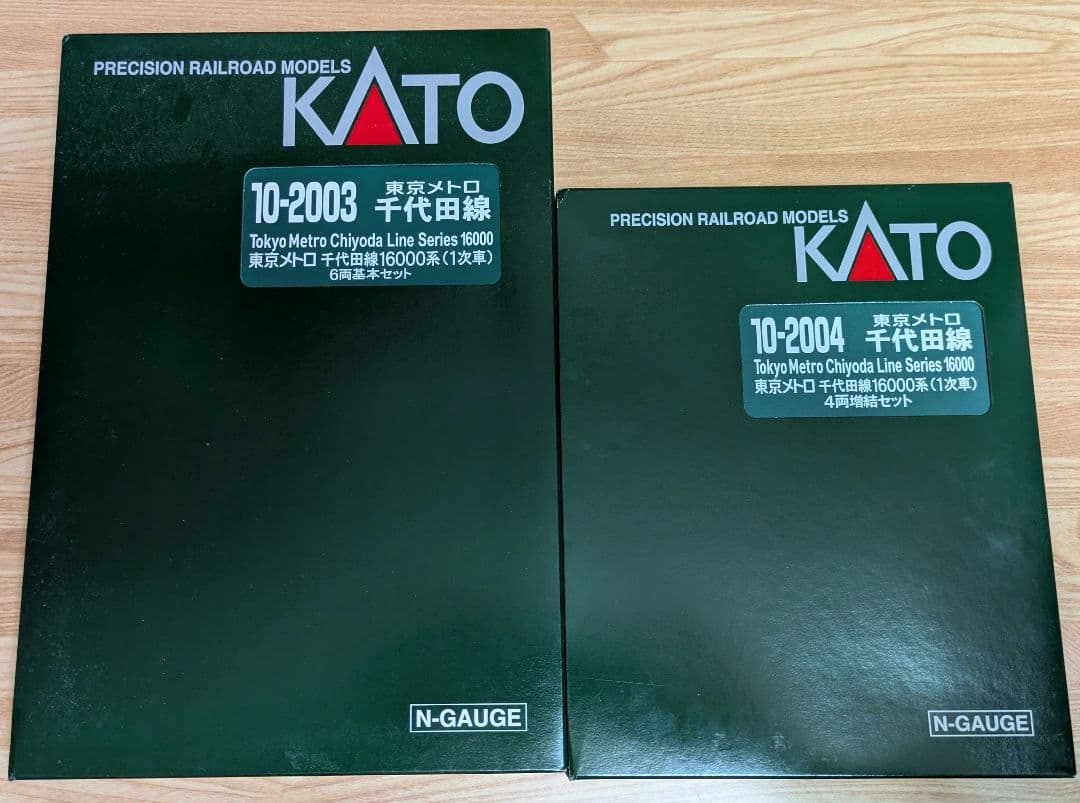 PRECISION RAILROAD MODELS
KATO
10-2003
東京メトロ
千代田線
Tokyo Metro Chiyoda Line Series 16000
東京メトロ 千代田線16000系(1次車)
6両基本セット
N-GAUGE
PRECISION RAILROAD MODELS
KATO
10-2004
東京メトロ
千代田線
Tokyo Metro Chiyoda Line Series 16000
東京メトロ 千代田線16000系(1次車)
4両増結セット
N-GAUGE